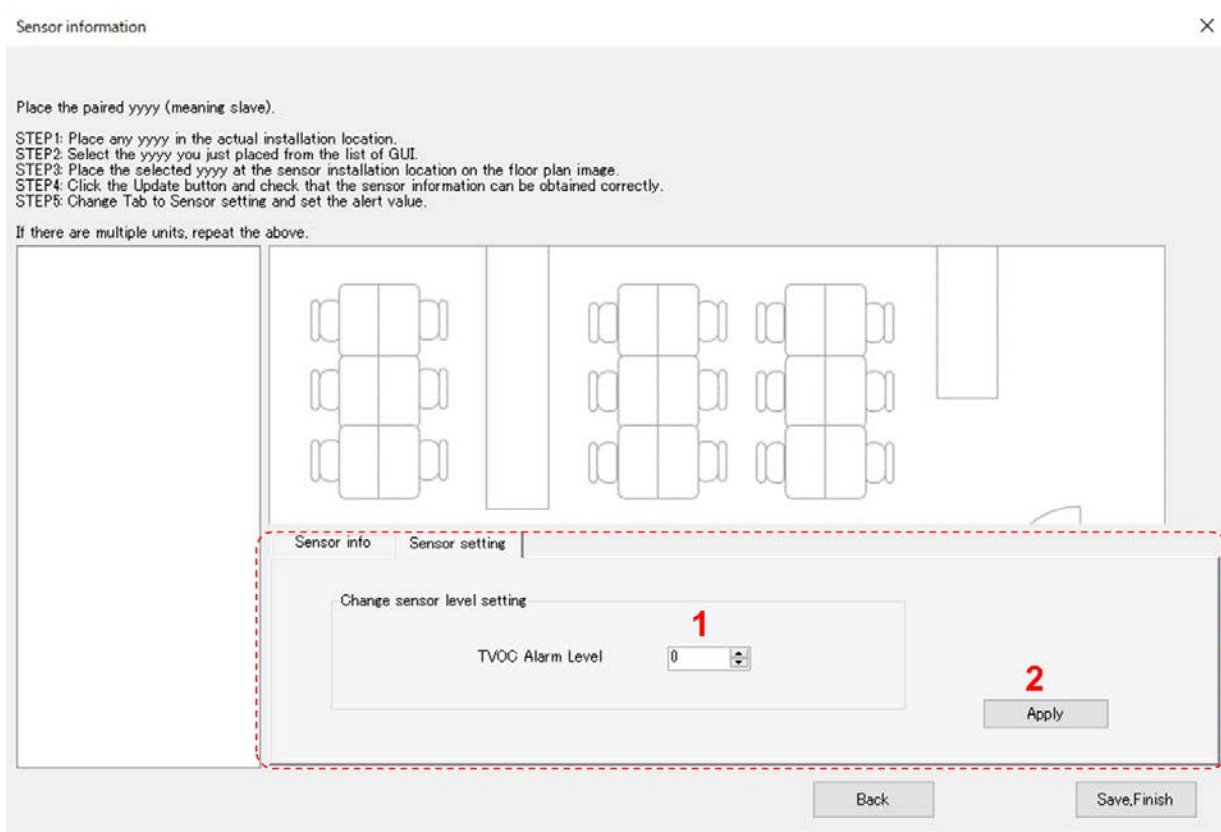 Sensor information
Place the paired yyyy (meaning slave).
STEP1: Place any yyyy in the actual installation location.
STEP2: Select the yyyy you just placed from the list of GUI.
STEP3: Place the selected yyyy at the sensor installation location on the floor plan image.
STEP4: Click the Update button and check that the sensor information can be obtained correctly.
STEP5: Change Tab to Sensor setting and set the alert value.
If there are multiple units, repeat the above.
Sensor info Sensor setting
Change sensor level setting
1
TVOC Alarm Level 0
2
Apply
Back Save,Finish